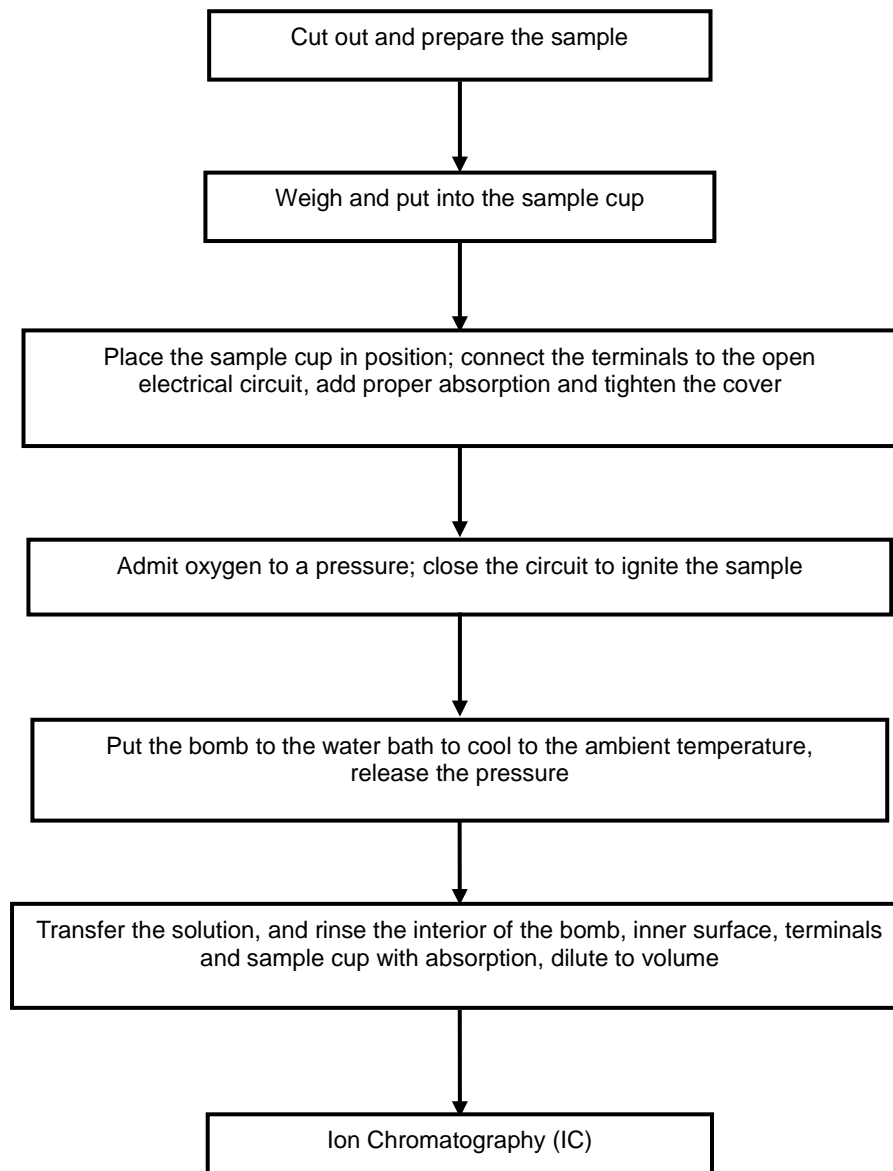 Cut out and prepare the sample
Weigh and put into the sample cup
Place the sample cup in position; connect the terminals to the open
electrical circuit, add proper absorption and tighten the cover
Admit oxygen to a pressure; close the circuit to ignite the sample
Put the bomb to the water bath to cool to the ambient temperature,
release the pressure
Transfer the solution, and rinse the interior of the bomb, inner surface, terminals
and sample cup with absorption, dilute to volume
Ion Chromatography (IC)